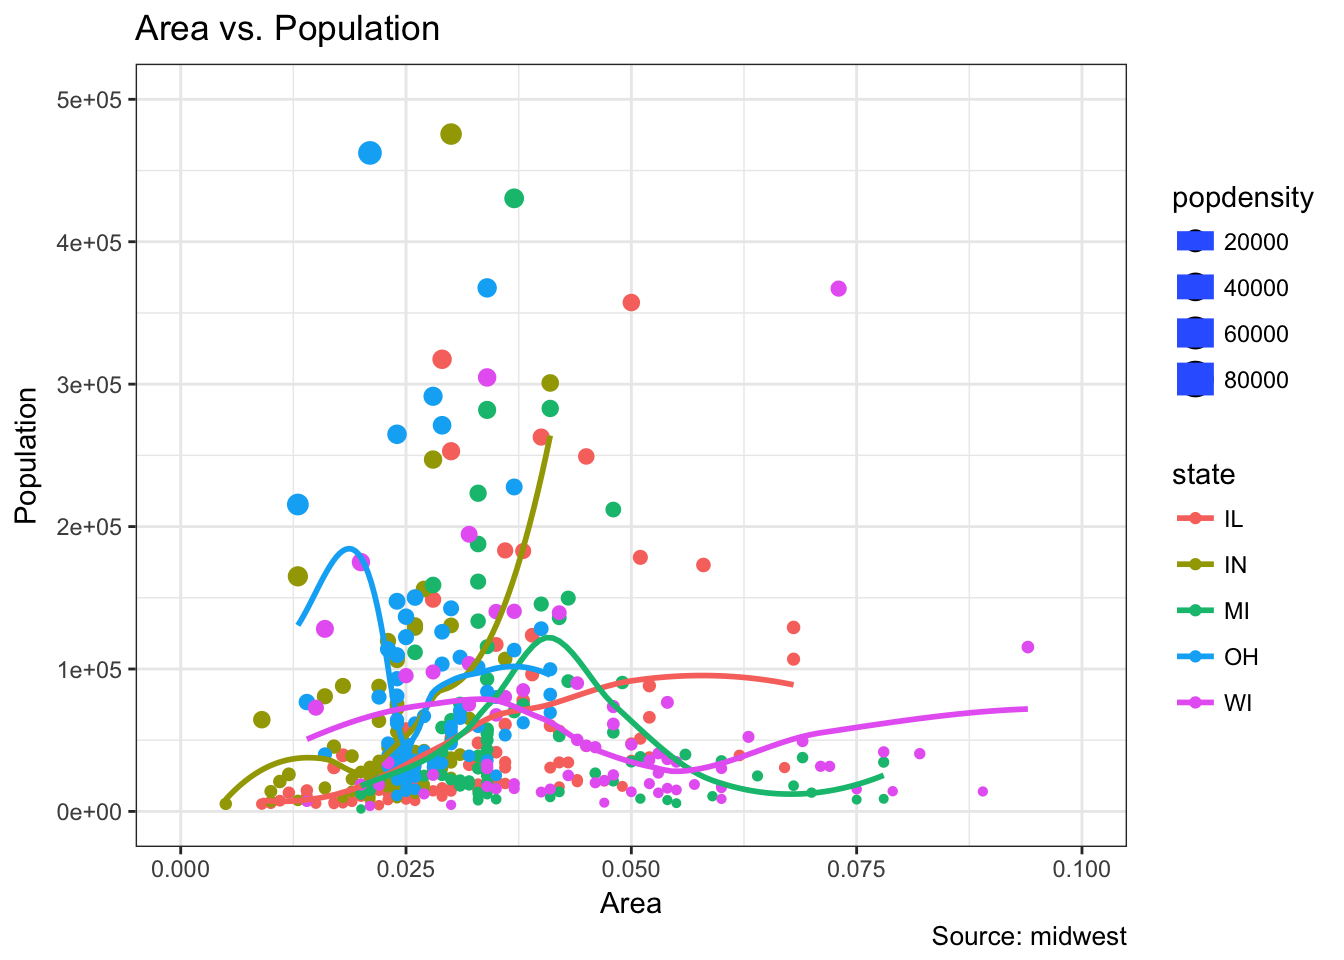 Area vs. Population
5e+05
4e+05
3e+05
2e+05
1e+05
0e+00
Population
0.000
0.025
0.050
0.075
0.100
Area
Source: midwest
popdensity
20000
40000
60000
80000
state
IL
IN
MI
OH
WI